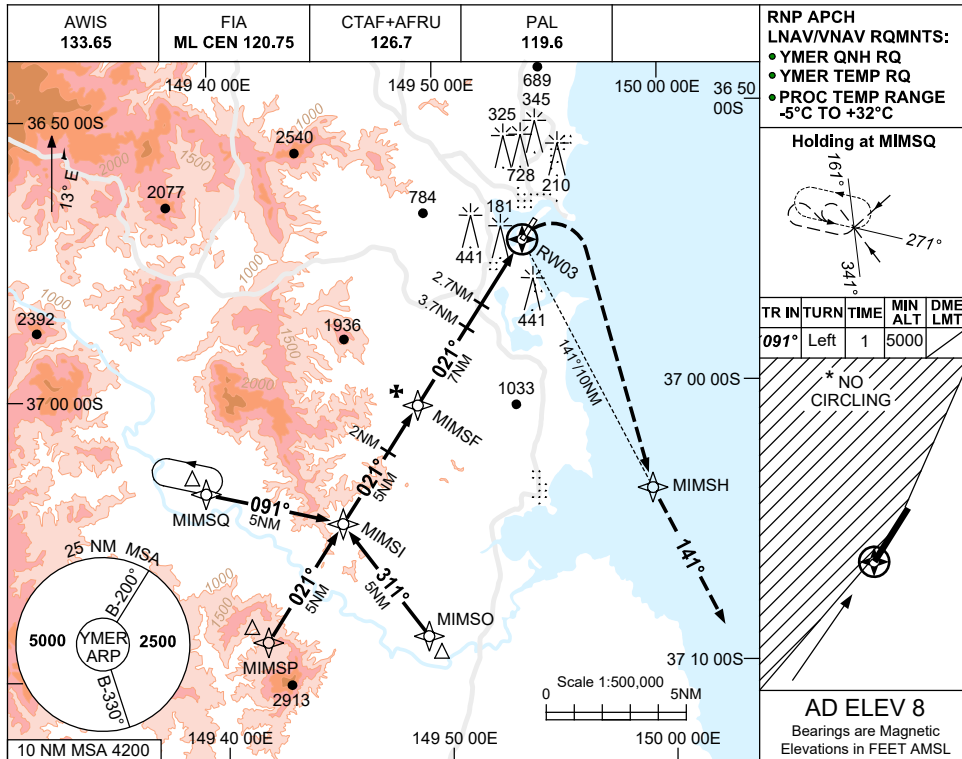 AWIS
133.65
FIA
ML CEN 120.75
CTAF+AFRU
126.7
PAL
119.6
RNP APCH
LNAV/VNAV RQMNTS:
YMER QNH RQ
YMER TEMP RQ
PROC TEMP RANGE
-5°C TO +32°C
149 40 00E
149 50 00E
150 00 00E
36 50
00S
36 50 00S
13° E
1000
2000
1500
2540
2077
689
345
325
728
210
784
181
441
441
RW03
1000
1000
1500
2000
2392
1936
2.7NM
3.7NM
021°
7NM
141°/10NM
1033
37 00 00S
37 00 00S
MIMSF
2NM
021°
5NM
MIMSH
MIMSQ
091°
5NM
MIMSI
021°
5NM
311°
5NM
141°
MIMSO
MIMSP
1000
1500
2913
25 NM MSA
B-200°
5000
YMER
ARP
2500
B-330°
10 NM MSA 4200
Scale 1:500,000
0
5NM
37 10 00S
149 40 00E
149 50 00E
150 00 00E
Holding at MIMSQ
161°
271°
341°
TR IN
TURN
TIME
MIN
ALT
DME
LMT
091°
Left
1
5000
* NO
CIRCLING
AD ELEV 8
Bearings are Magnetic
Elevations in FEET AMSL